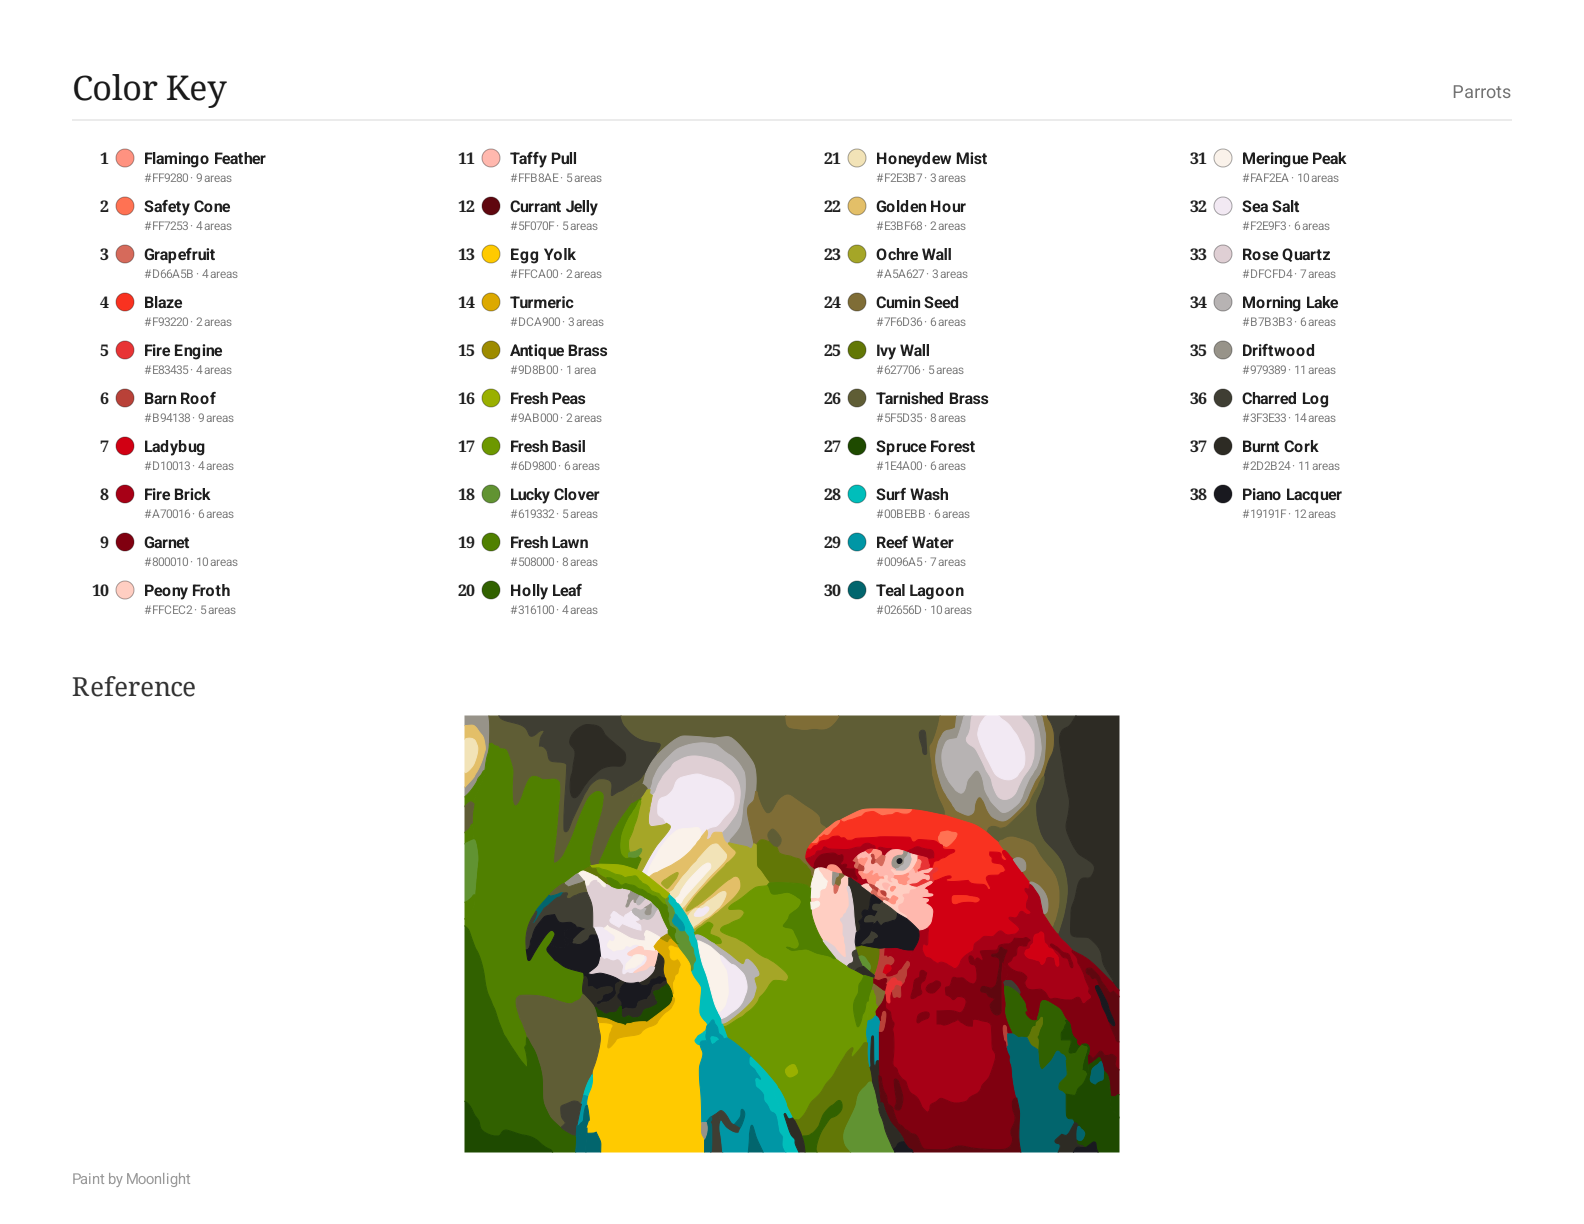 Color Key
Parrots
1 Flamingo Feather
#FF9280 · 9 areas
2 Safety Cone
#FF7253 · 4 areas
3 Grapefruit
#D66A5B · 4 areas
4 Blaze
#F93220 · 2 areas
5 Fire Engine
#E83435 · 4 areas
6 Barn Roof
#B94138 · 9 areas
7 Ladybug
#D10013 · 4 areas
8 Fire Brick
#A70016 · 6 areas
9 Garnet
#800010 · 10 areas
10 Peony Froth
#FFCEC2 · 5 areas
11 Taffy Pull
#FFB8AE · 5 areas
12 Currant Jelly
#5F070F · 5 areas
13 Egg Yolk
#FFCA00 · 2 areas
14 Turmeric
#DCA900 · 3 areas
15 Antique Brass
#9D8B00 · 1 area
16 Fresh Peas
#9AB000 · 2 areas
17 Fresh Basil
#6D9800 · 6 areas
18 Lucky Clover
#619332 · 5 areas
19 Fresh Lawn
#508000 · 8 areas
20 Holly Leaf
#316100 · 4 areas
21 Honeydew Mist
#F2E3B7 · 3 areas
22 Golden Hour
#E3BF68 · 2 areas
23 Ochre Wall
#A5A627 · 3 areas
24 Cumin Seed
#7F6D36 · 6 areas
25 Ivy Wall
#627706 · 5 areas
26 Tarnished Brass
#5F5D35 · 8 areas
27 Spruce Forest
#1E4A00 · 6 areas
28 Surf Wash
#00BEBB · 6 areas
29 Reef Water
#0096A5 · 7 areas
30 Teal Lagoon
#02656D · 10 areas
31 Meringue Peak
#FAF2EA · 10 areas
32 Sea Salt
#F2E9F3 · 6 areas
33 Rose Quartz
#DFCFD4 · 7 areas
34 Morning Lake
#B7B3B3 · 6 areas
35 Driftwood
#979389 · 11 areas
36 Charred Log
#3F3E33 · 14 areas
37 Burnt Cork
#2D2B24 · 11 areas
38 Piano Lacquer
#19191F · 12 areas
Reference
Paint by Moonlight